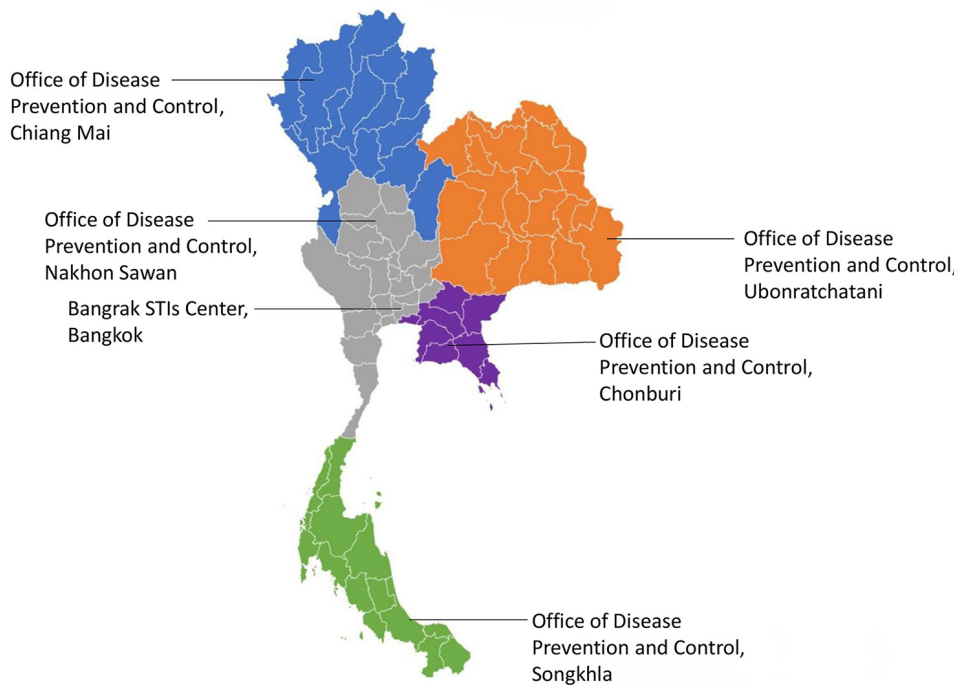 Office of Disease
Prevention and Control,
Chiang Mai
Office of Disease
Prevention and Control,
Nakhon Sawan
Office of Disease
Prevention and Control,
Ubonratchatani
Bangrak STIs Center,
Bangkok
Office of Disease
Prevention and Control,
Chonburi
Office of Disease
Prevention and Control,
Songkhla